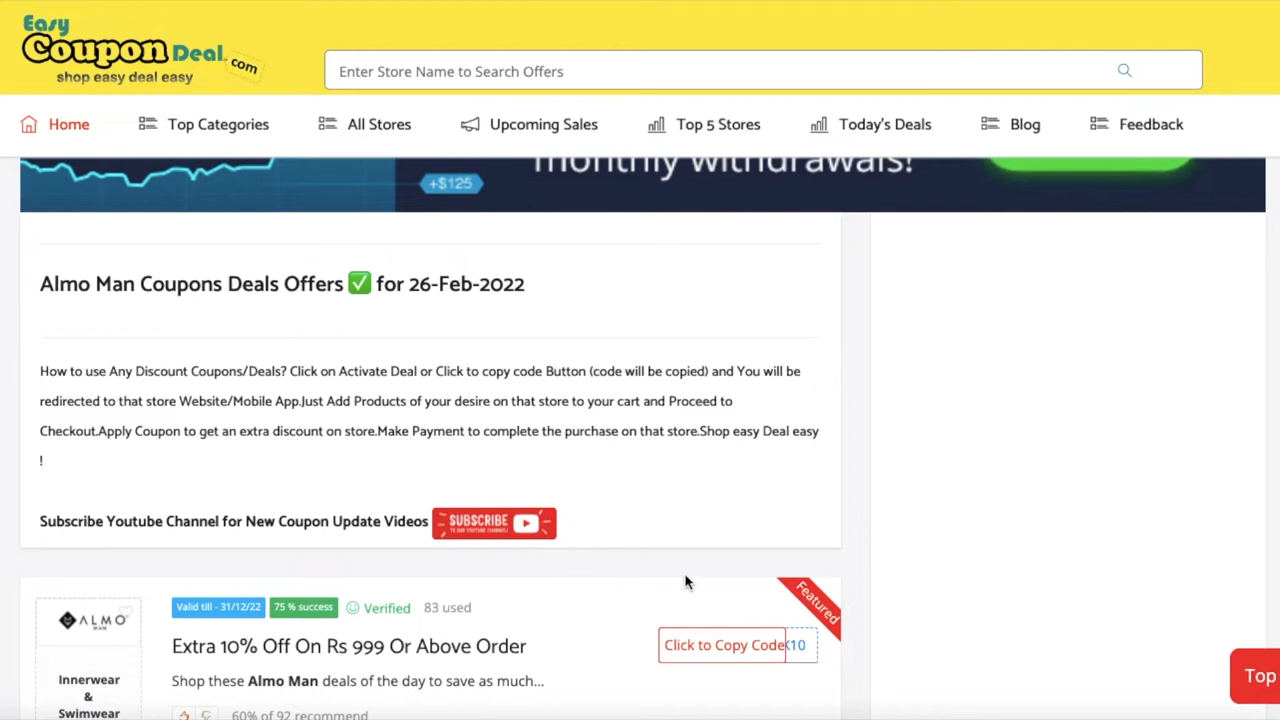 Easy
Coupon Deal.com
shop easy deal easy
Enter Store Name to Search Offers
Home Top Categories All Stores Upcoming Sales Top 5 Stores Today's Deals Blog Feedback
monthly withdrawals!
+$125
Almo Man Coupons Deals Offers ✅ for 26-Feb-2022
How to use Any Discount Coupons/Deals? Click on Activate Deal or Click to copy code Button (code will be copied) and You will be
redirected to that store Website/Mobile App.Just Add Products of your desire on that store to your cart and Proceed to
Checkout.Apply Coupon to get an extra discount on store.Make Payment to complete the purchase on that store.Shop easy Deal easy
!
Subscribe Youtube Channel for New Coupon Update Videos SUBSCRIBE
Featured
ALMO
MAN
Valid till - 31/12/22 75 % success Verified 83 used
Extra 10% Off On Rs 999 Or Above Order
Click to Copy Code 10
Shop these Almo Man deals of the day to save as much...
Innerwear
&
Swimwear
60% of 92 recommend
Top